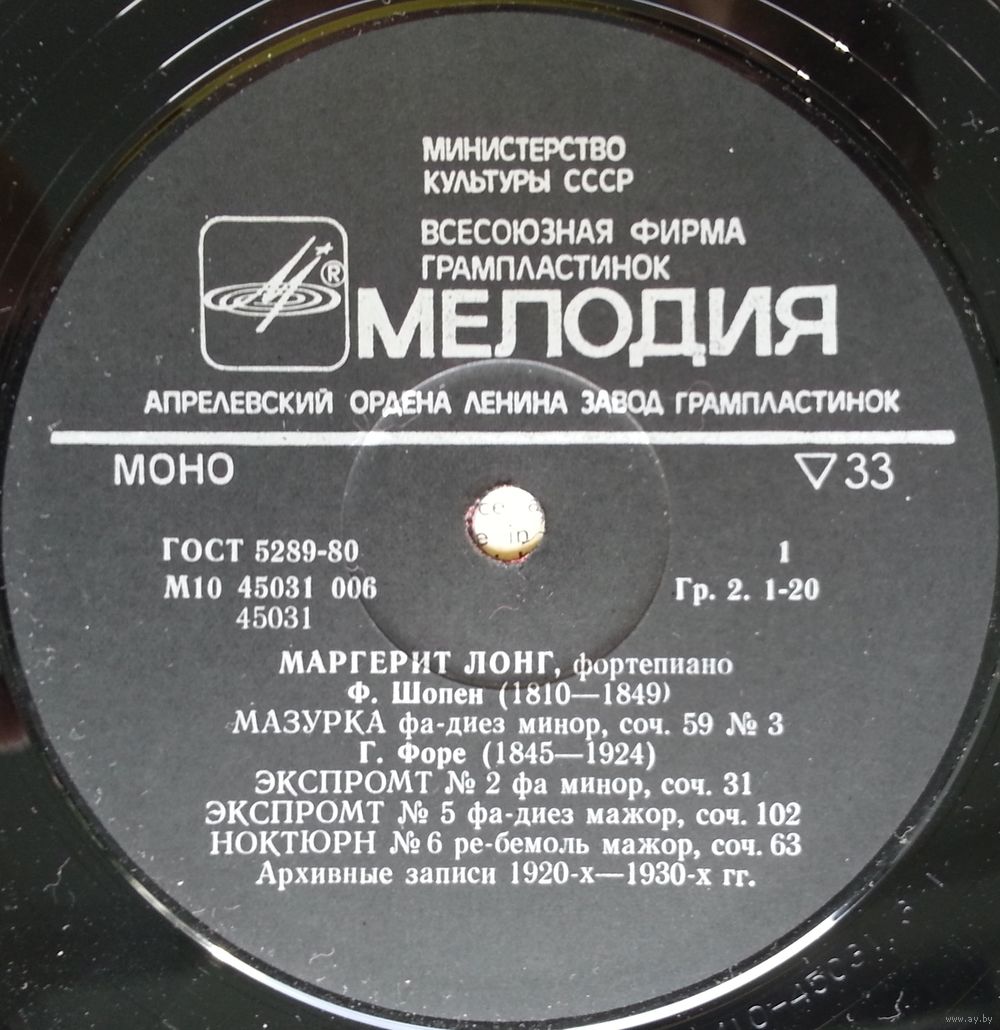 МИНИСТЕРСТВО
КУЛЬТУРЫ СССР
ВСЕСОЮЗНАЯ ФИРМА
ГРАМПЛАСТИНОК
®
МЕЛОДИЯ
АПРЕЛЕВСКИЙ ОРДЕНА ЛЕНИНА ЗАВОД ГРАМПЛАСТИНОК
МОНО ▽33
ГОСТ 5289-80 1
М10 45031 006 Гр. 2. 1-20
45031
МАРГЕРИТ ЛОНГ, фортепиано
Ф. Шопен (1810—1849)
МАЗУРКА фа-диез минор, соч. 59 № 3
Г. Форе (1845—1924)
ЭКСПРОМТ № 2 фа минор, соч. 31
ЭКСПРОМТ № 5 фа-диез мажор, соч. 102
НОКТЮРН № 6 ре-бемоль мажор, соч. 63
Архивные записи 1920-х—1930-х гг.
www.ay.by